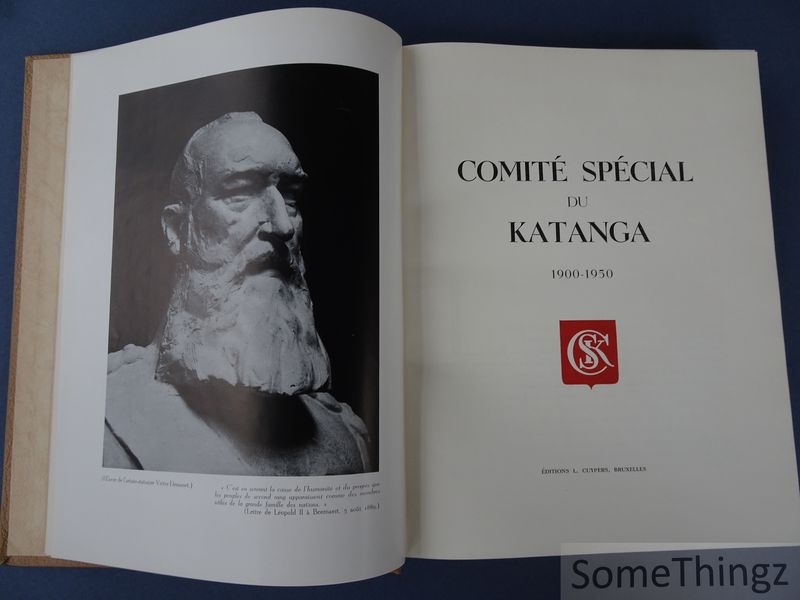 (Œuvre de l'artiste-statuaire Victor Demanet.)
« C'est en servant la cause de l'humanité et du progrès que
les peuples de second rang apparaissent comme des membres
utiles de la grande famille des nations. »
(Lettre de Léopold II à Beernaert, 5 août 1889.)
COMITÉ SPÉCIAL
DU
KATANGA
1900-1950
CSK
ÉDITIONS L. CUYPERS, BRUXELLES
SomeThingz